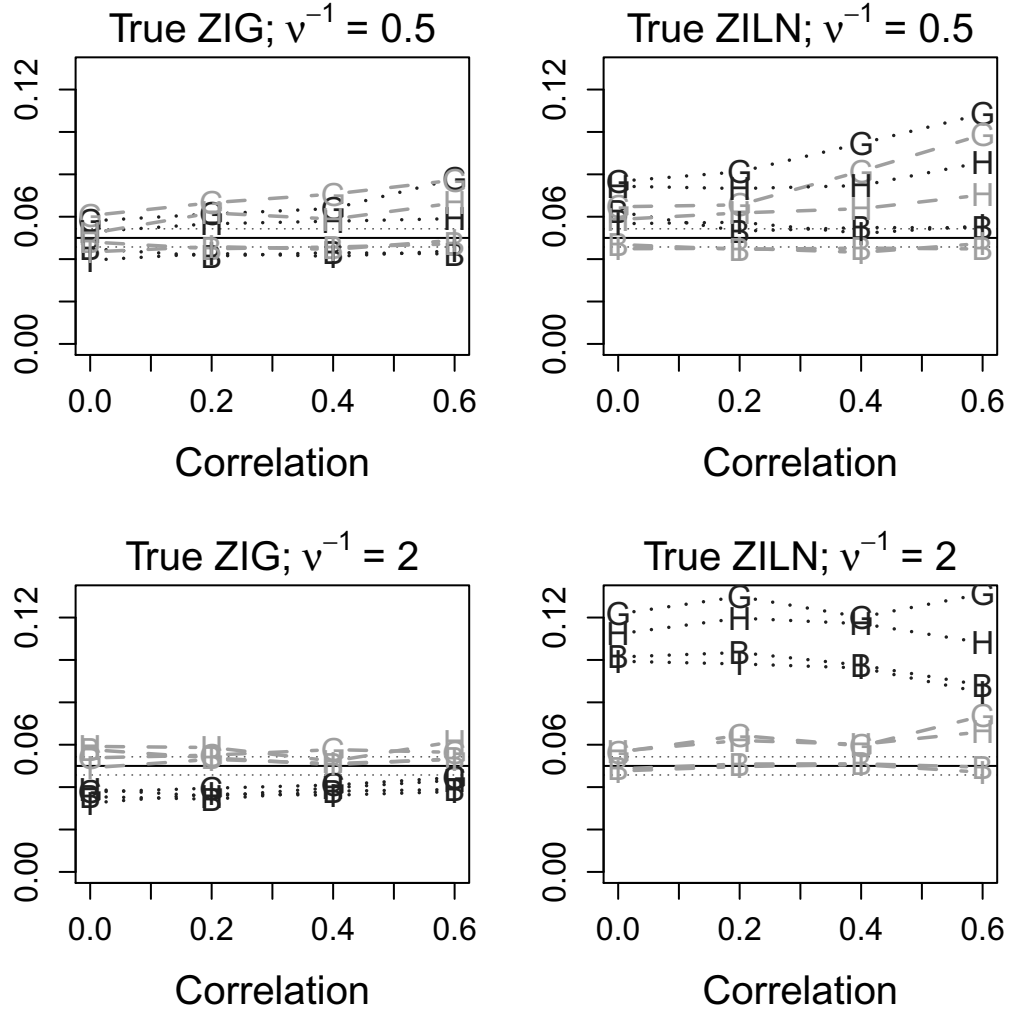 True ZIG; ν⁻¹ = 0.5
0.12
0.06
0.00
G G G G
H H H H
B B B B
T T T T
0.0 0.2 0.4 0.6
Correlation
True ZILN; ν⁻¹ = 0.5
0.12
0.06
0.00
G G G G
H H H H
B B B B
T T T T
0.0 0.2 0.4 0.6
Correlation
True ZIG; ν⁻¹ = 2
0.12
0.06
0.00
G G G G
H H H H
B B B B
T T T T
0.0 0.2 0.4 0.6
Correlation
True ZILN; ν⁻¹ = 2
0.12
0.06
0.00
G G G G
H H H H
B B B B
T T T T
0.0 0.2 0.4 0.6
Correlation